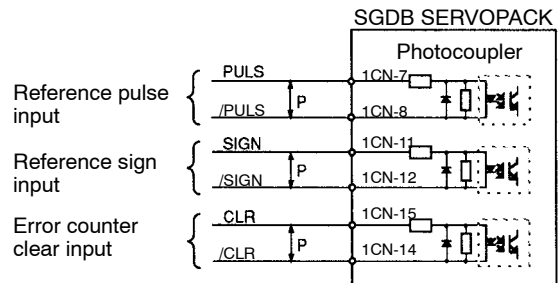 SGDB SERVOPACK
Photocoupler
Reference pulse
input
PULS
P
/PULS
1CN-7
1CN-8
Reference sign
input
SIGN
P
/SIGN
1CN-11
1CN-12
Error counter
clear input
CLR
P
/CLR
1CN-15
1CN-14